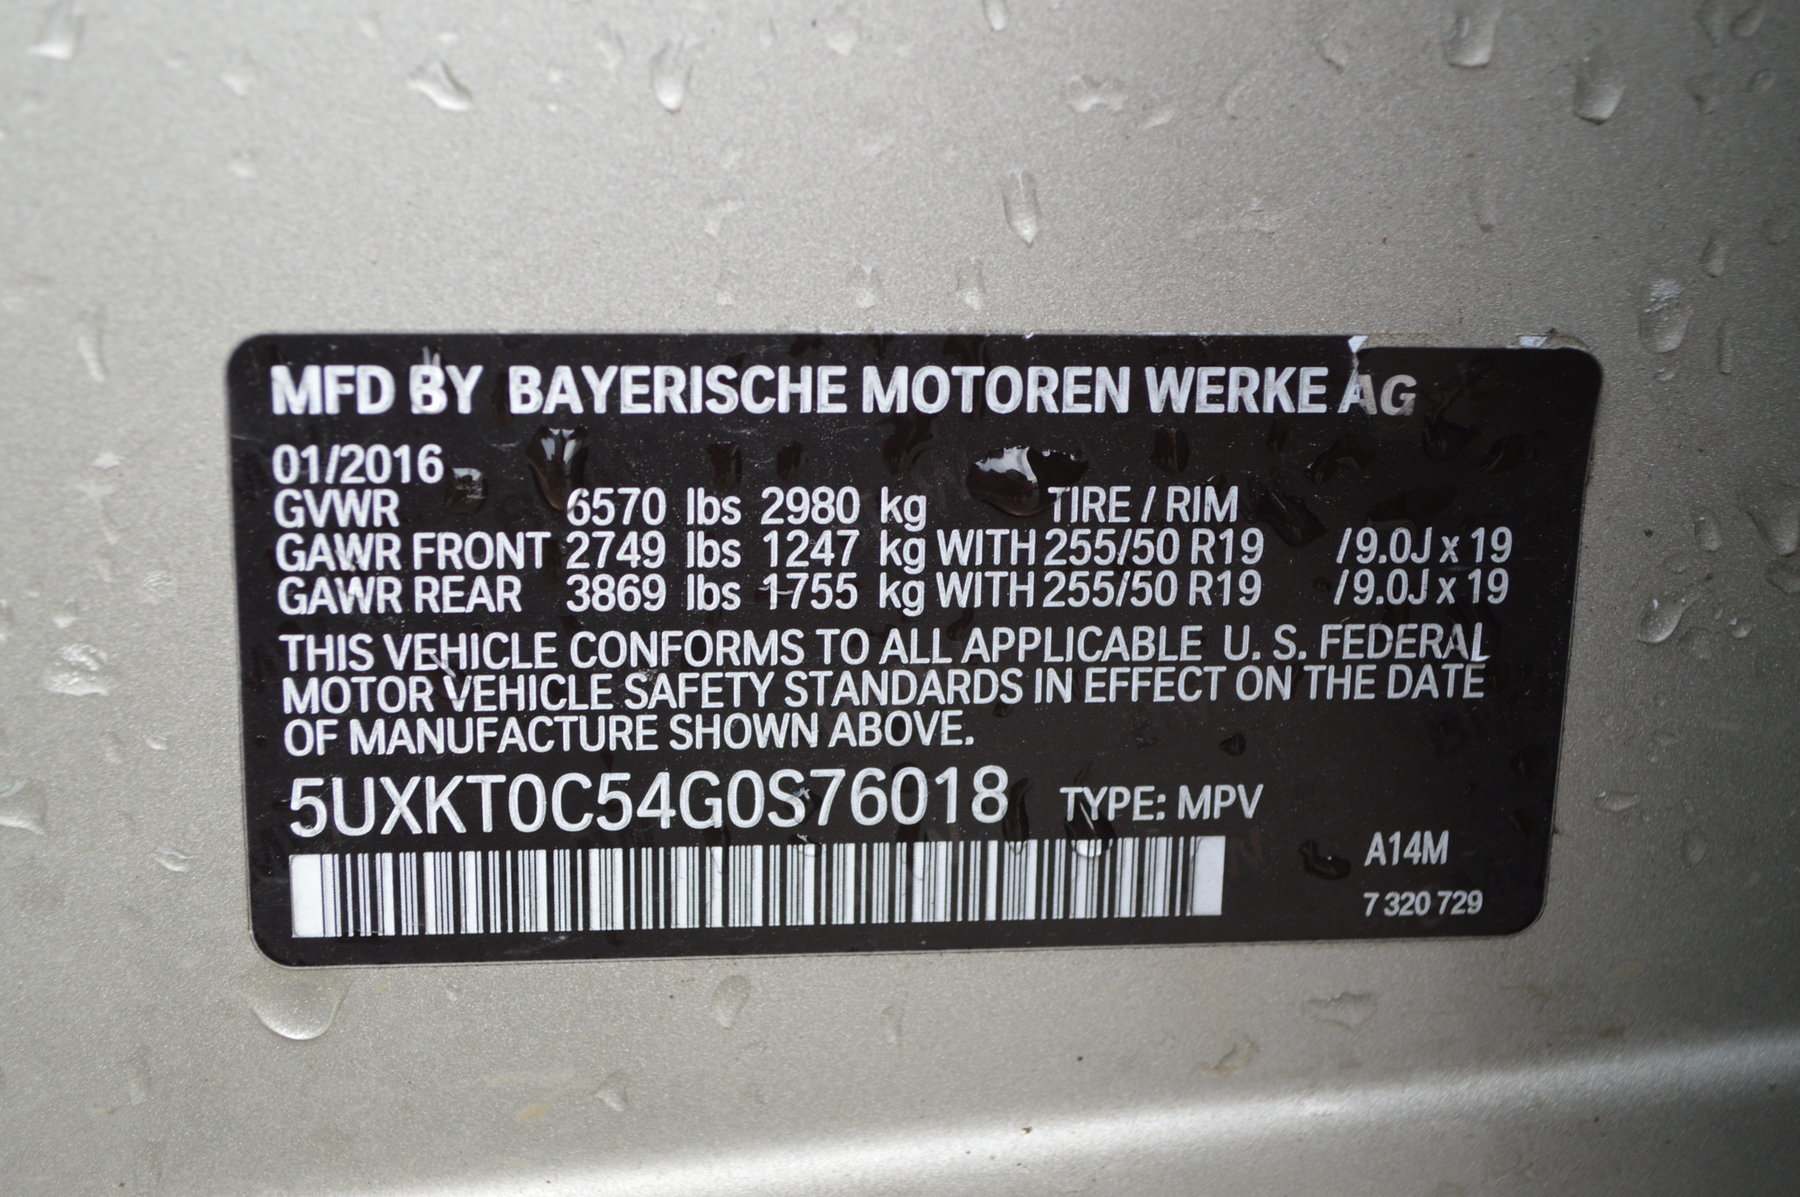 MFD BY BAYERISCHE MOTOREN WERKE AG
01/2016
GVWR 6570 lbs 2980 kg TIRE / RIM
GAWR FRONT 2749 lbs 1247 kg WITH 255/50 R19 /9.0J x 19
GAWR REAR 3869 lbs 1755 kg WITH 255/50 R19 /9.0J x 19
THIS VEHICLE CONFORMS TO ALL APPLICABLE U. S. FEDERAL
MOTOR VEHICLE SAFETY STANDARDS IN EFFECT ON THE DATE
OF MANUFACTURE SHOWN ABOVE.
5UXKT0C54G0S76018 TYPE: MPV
A14M
7 320 729